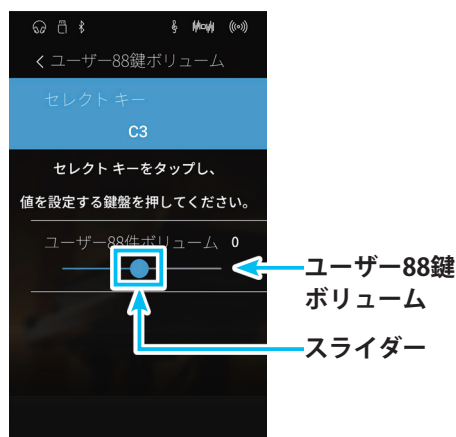 ユーザー88鍵ボリューム
セレクト キー
C3
セレクト キーをタップし、
値を設定する鍵盤を押してください。
ユーザー88件ボリューム 0
ユーザー88鍵
ボリューム
スライダー